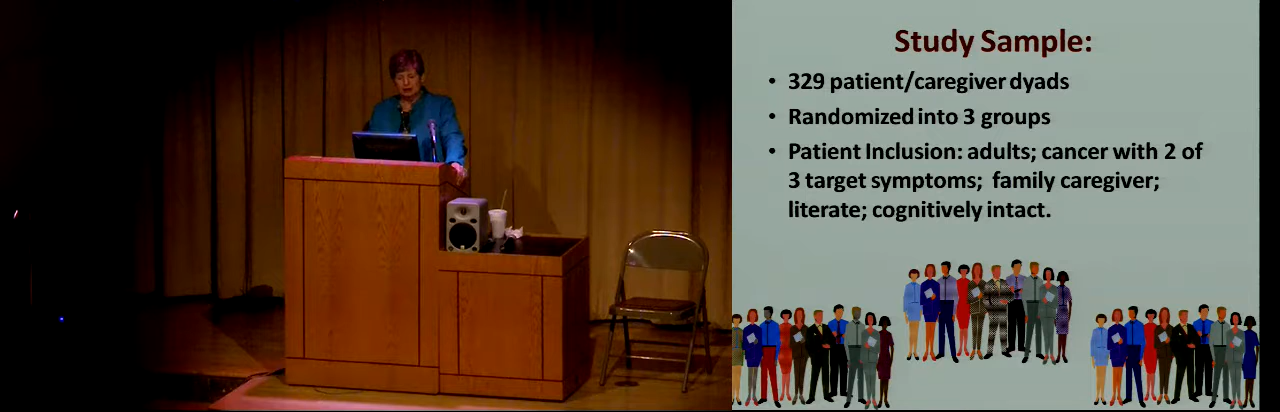 Study Sample:
• 329 patient/caregiver dyads
• Randomized into 3 groups
• Patient Inclusion: adults; cancer with 2 of
3 target symptoms; family caregiver;
literate; cognitively intact.